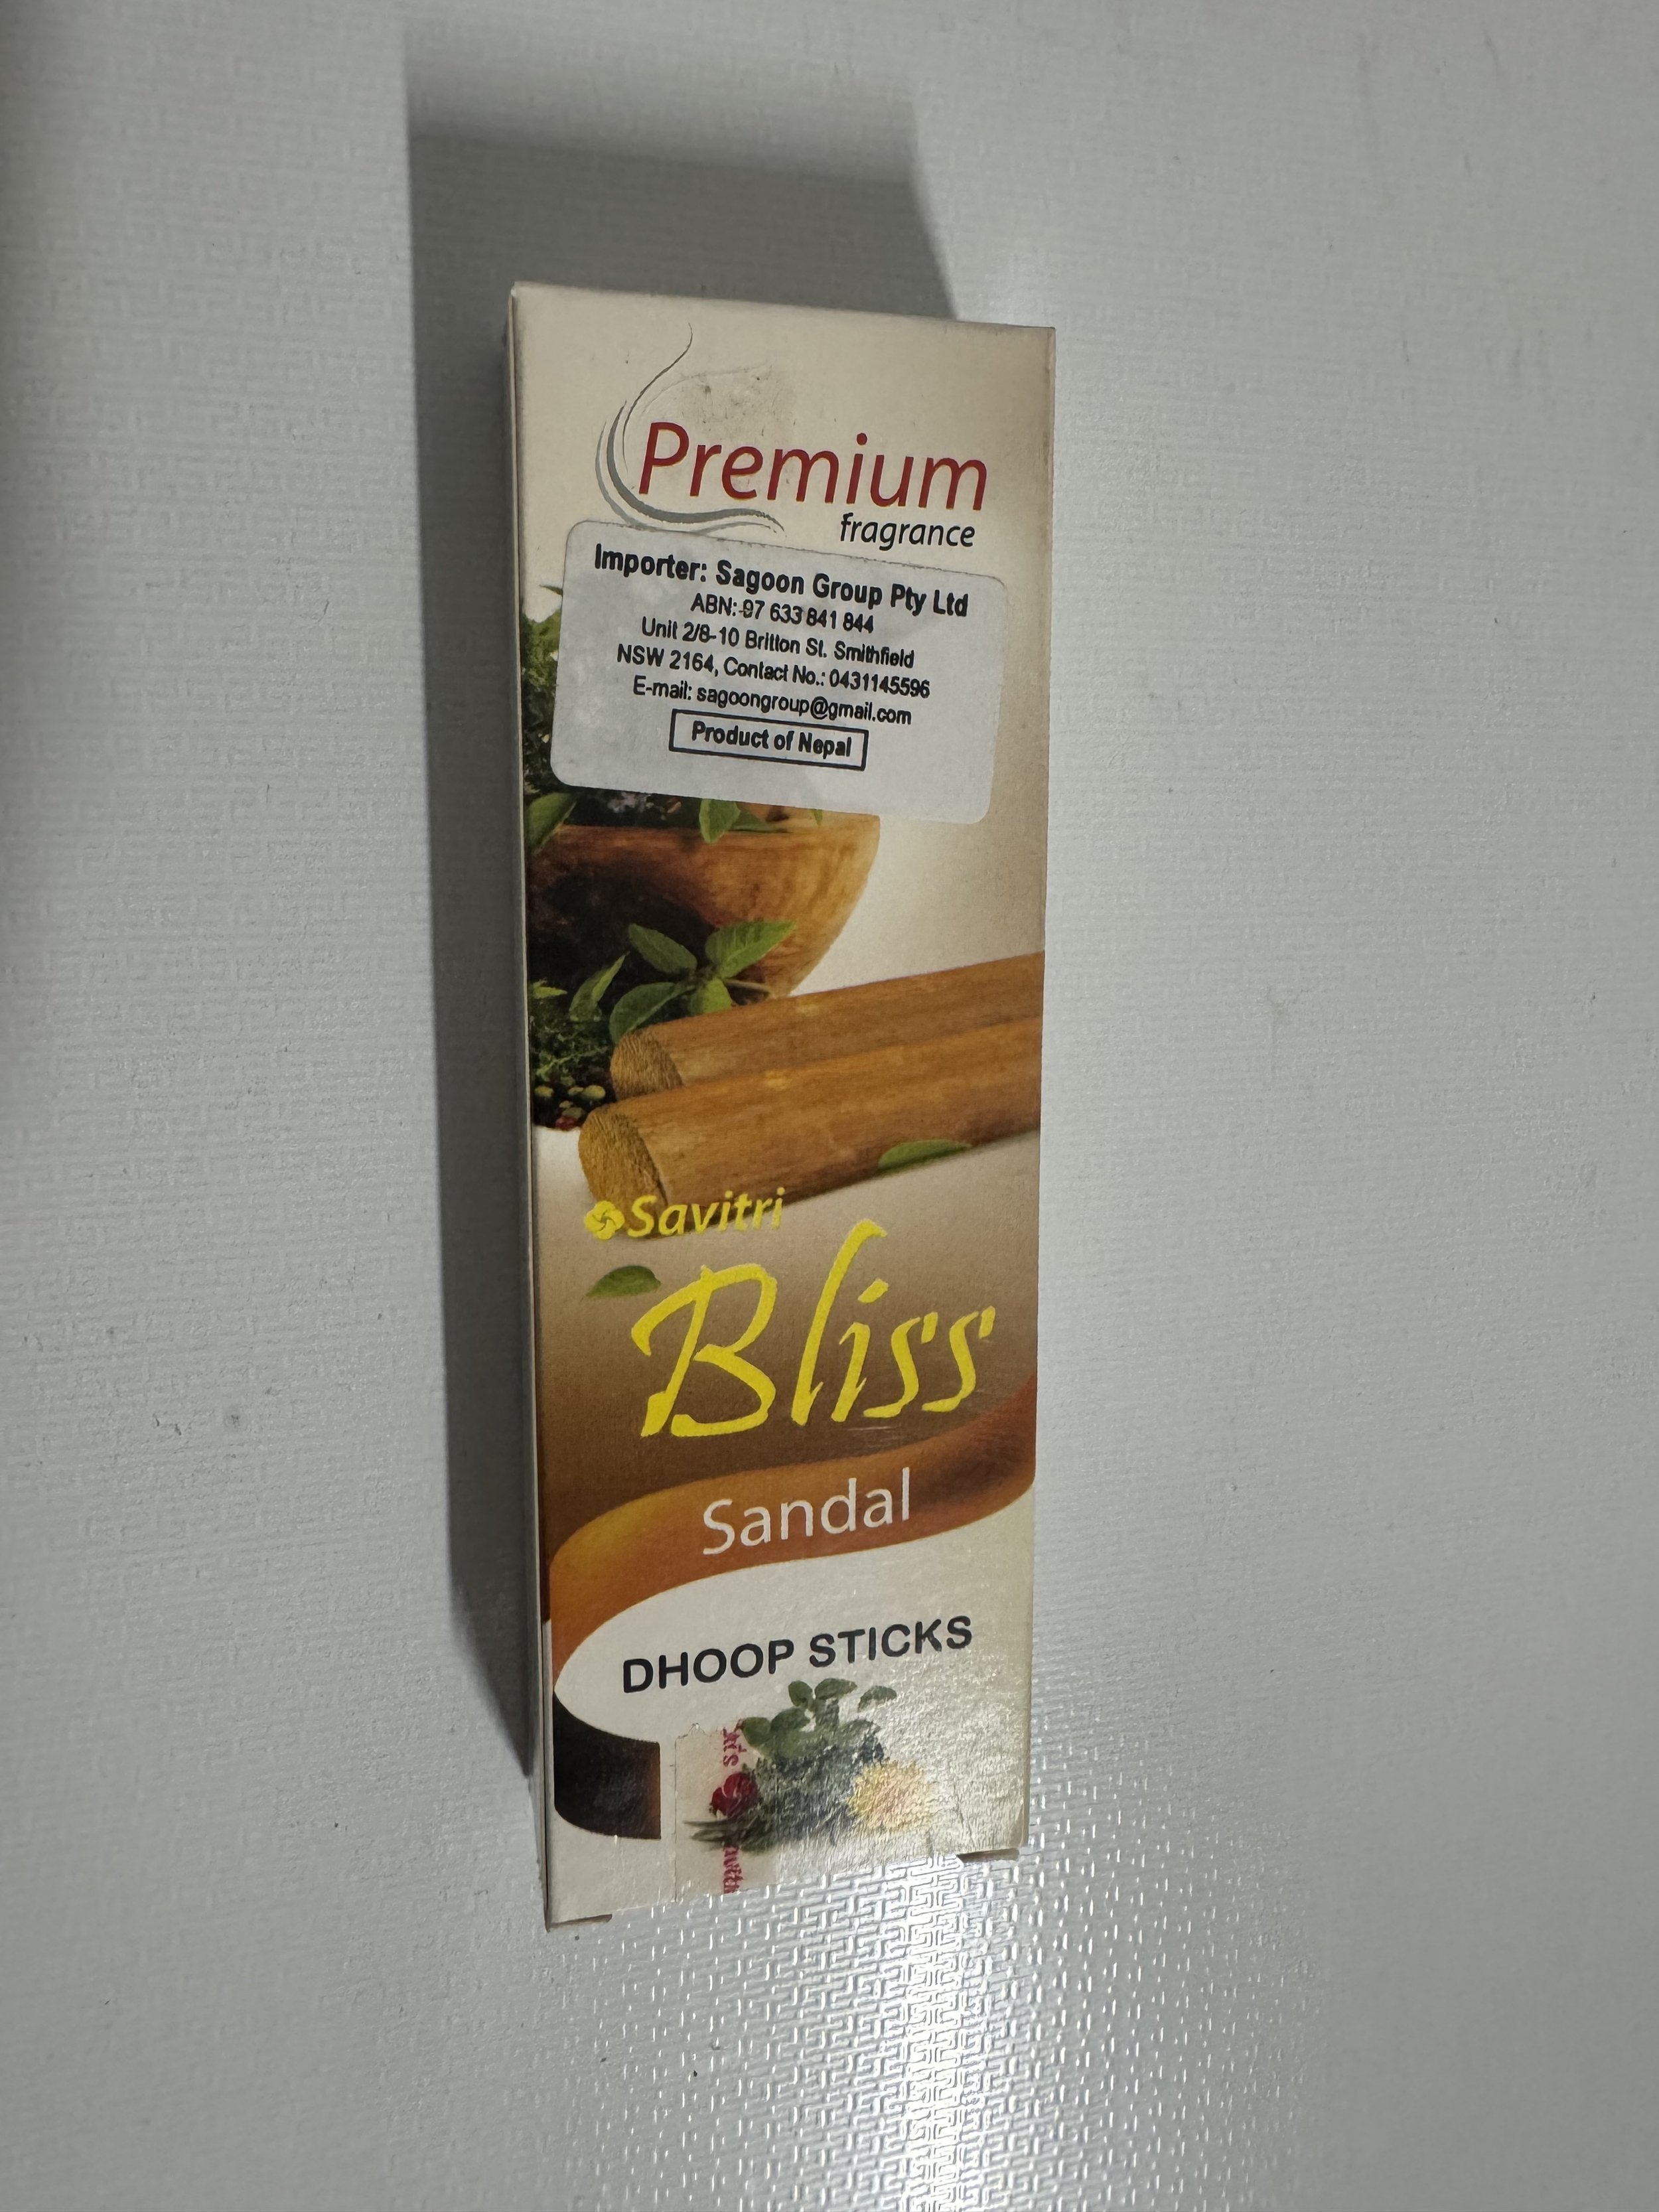 Premium
fragrance
Importer: Sagoon Group Pty Ltd
ABN: 97 633 841 844
Unit 2/8-10 Britton St. Smithfield
NSW 2164, Contact No.: 0431145596
E-mail: sagoongroup@gmail.com
Product of Nepal
Savitri
Bliss
Sandal
DHOOP STICKS